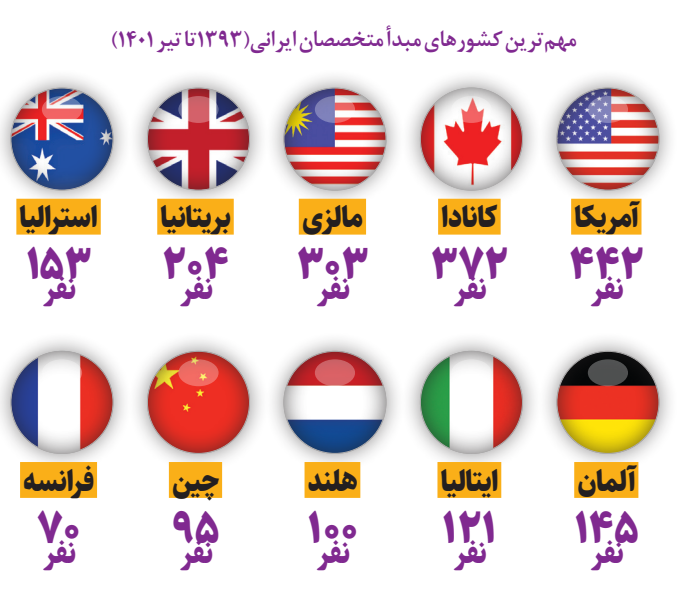 مهم‌ترین کشورهای مبدأ متخصصان ایرانی(۱۳۹۳تا تیر ۱۴۰۱)
آمریکا کانادا مالزی بریتانیا استرالیا
۴۴۲ ۳۷۲ ۳۰۳ ۲۰۴ ۱۵۳
نفر نفر نفر نفر نفر
آلمان ایتالیا هلند چین فرانسه
۱۴۵ ۱۲۱ ۱۰۰ ۹۵ ۷۰
نفر نفر نفر نفر نفر